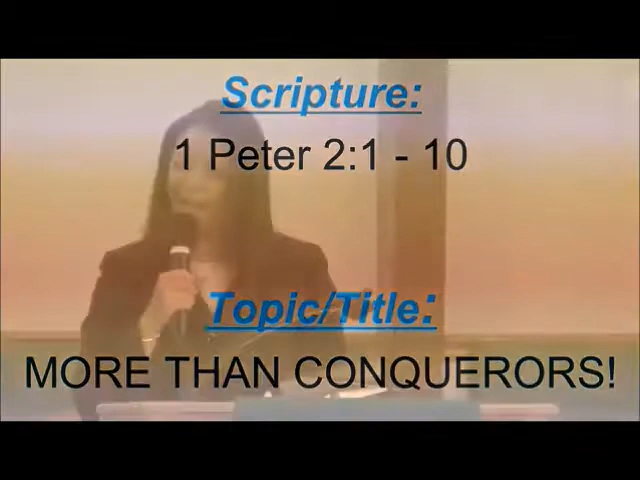 Scripture:
1 Peter 2:1 - 10
Topic/Title:
MORE THAN CONQUERORS!